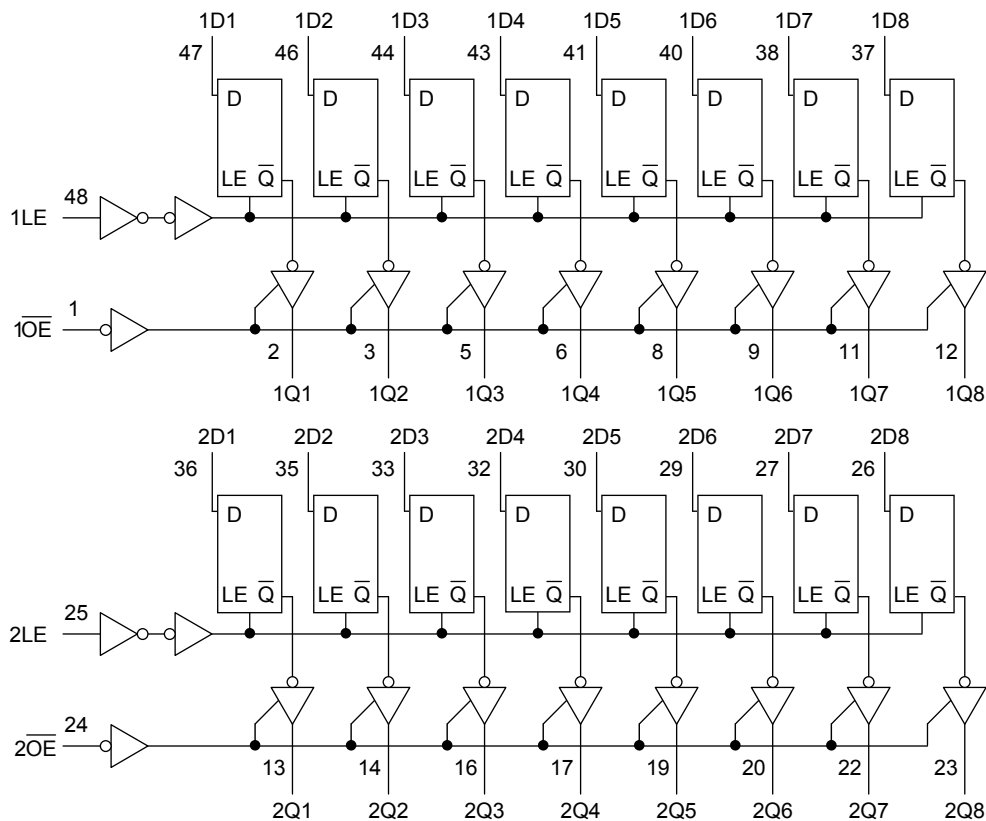 1D1 1D2 1D3 1D4 1D5 1D6 1D7 1D8
47 46 44 43 41 40 38 37
D D D D D D D D
LE Q̅ LE Q̅ LE Q̅ LE Q̅ LE Q̅ LE Q̅ LE Q̅ LE Q̅
48
1LE
1
1O̅E̅
2 3 5 6 8 9 11 12
1Q1 1Q2 1Q3 1Q4 1Q5 1Q6 1Q7 1Q8
2D1 2D2 2D3 2D4 2D5 2D6 2D7 2D8
36 35 33 32 30 29 27 26
D D D D D D D D
LE Q̅ LE Q̅ LE Q̅ LE Q̅ LE Q̅ LE Q̅ LE Q̅ LE Q̅
25
2LE
24
2O̅E̅
13 14 16 17 19 20 22 23
2Q1 2Q2 2Q3 2Q4 2Q5 2Q6 2Q7 2Q8